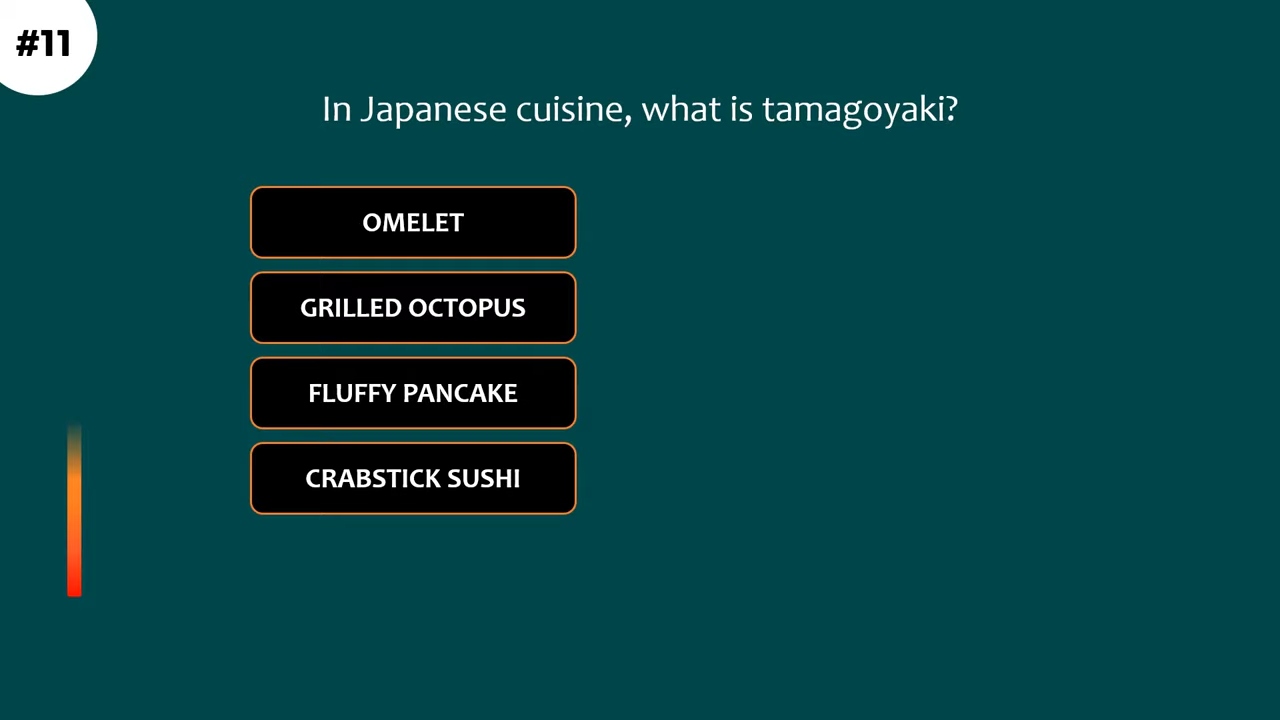 #11
In Japanese cuisine, what is tamagoyaki?
OMELET
GRILLED OCTOPUS
FLUFFY PANCAKE
CRABSTICK SUSHI